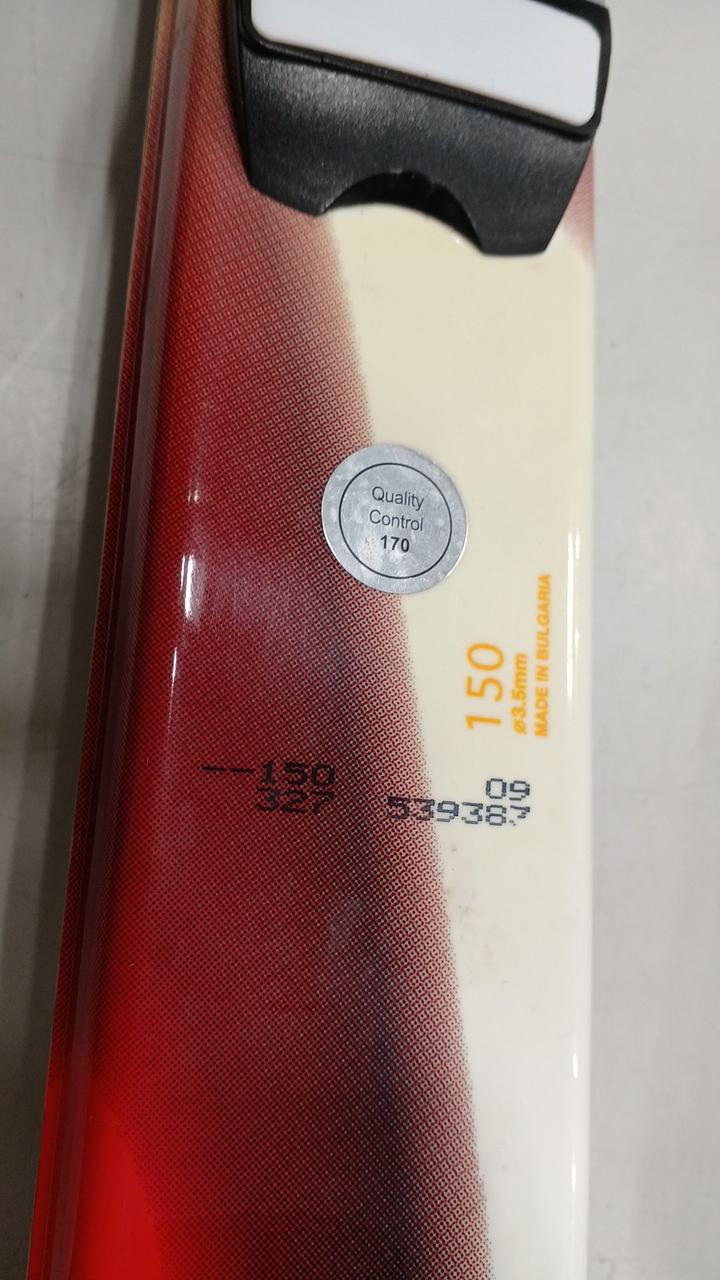 Quality
Control
170
150
ø3.5mm
MADE IN BULGARIA
--150
327
09
539387